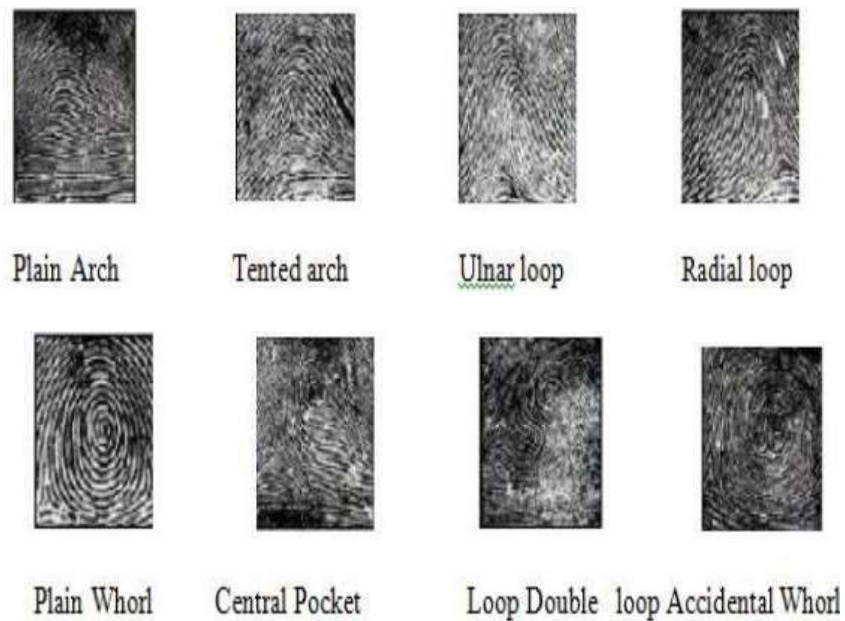 Plain Arch Tented arch Ulnar loop Radial loop
Plain Whorl Central Pocket Loop Double loop Accidental Whorl